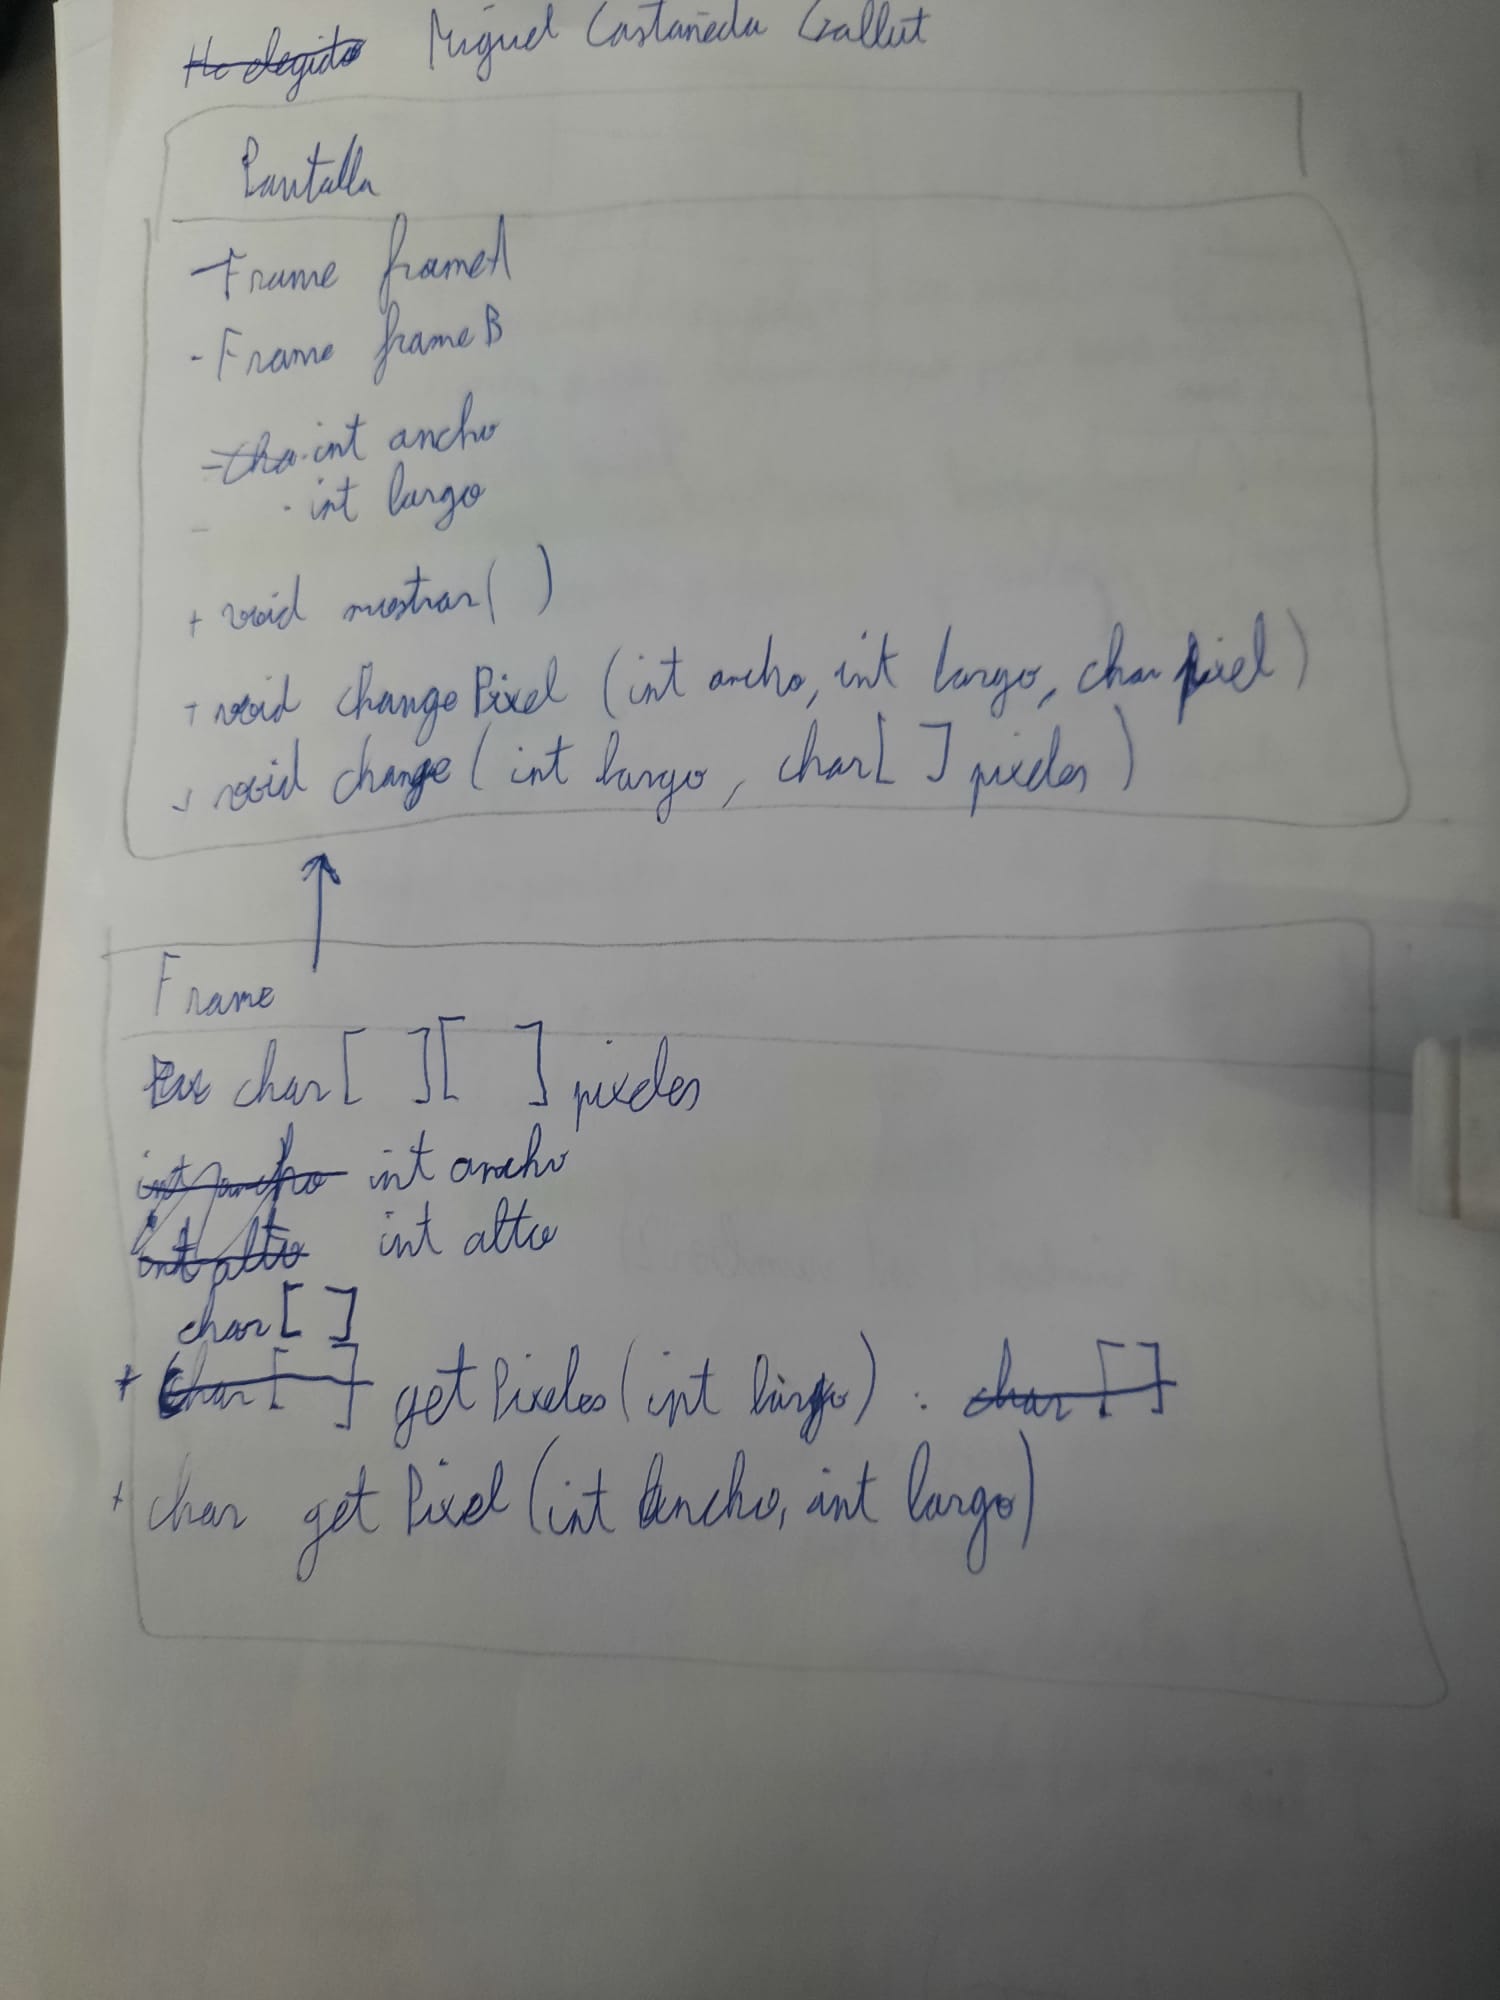 He elegido Miguel Castañeda Gallut
Pantalla
- Frame frameA
- Frame frameB
- cha int ancho
- int largo
+ void mostrar( )
+ void changePixel (int ancho, int largo, char pixel)
+ void change (int largo, char[ ] pixeles)
Frame
char[ ][ ] pixeles
int ancho int ancho
int alto int alto
char[ ]
+ char[ ] getPixeles(int largo) : char[ ]
+ char getPixel (int ancho, int largo)